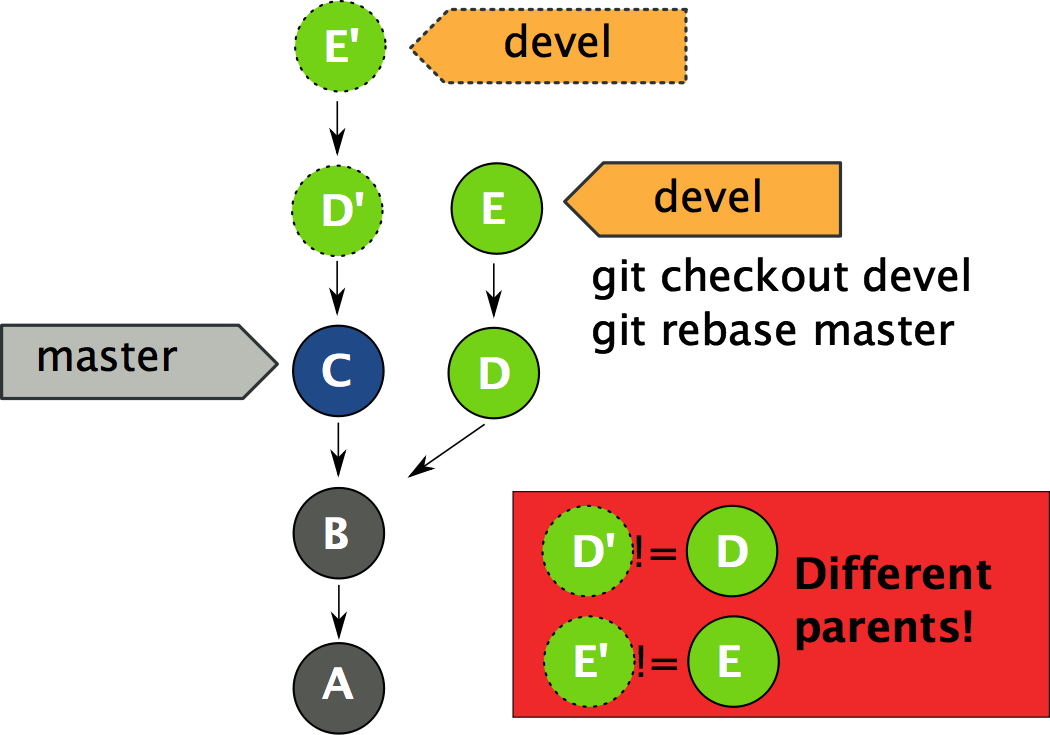 E' devel
D' E devel
git checkout devel
git rebase master
master C D
B
A
D' != D
E' != E
Different
parents!